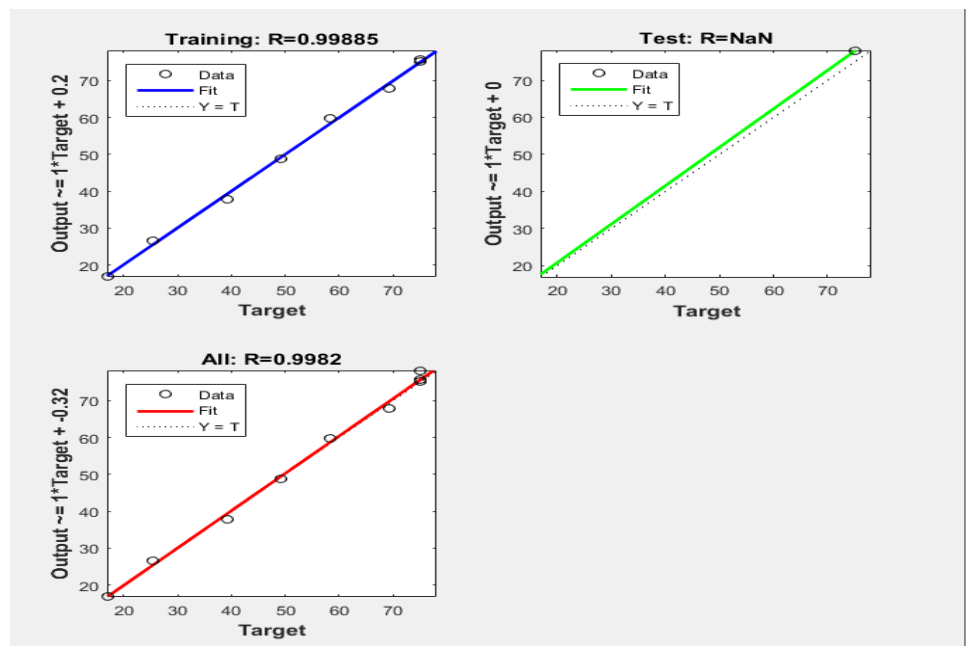 Training: R=0.99885
Output ~= 1*Target + 0.2
70
60
50
40
30
20
Data
Fit
Y = T
20 30 40 50 60 70
Target
Test: R=NaN
Output ~= 1*Target + 0
70
60
50
40
30
20
Data
Fit
Y = T
20 30 40 50 60 70
Target
All: R=0.9982
Output ~= 1*Target + -0.32
70
60
50
40
30
20
Data
Fit
Y = T
20 30 40 50 60 70
Target